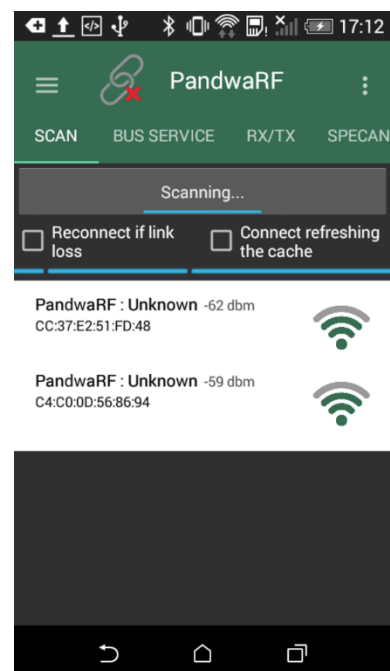 17:12
PandwaRF
SCAN BUS SERVICE RX/TX SPECAN
Scanning...
Reconnect if link loss
Connect refreshing the cache
PandwaRF : Unknown -62 dbm
CC:37:E2:51:FD:48
PandwaRF : Unknown -59 dbm
C4:C0:0D:56:86:94